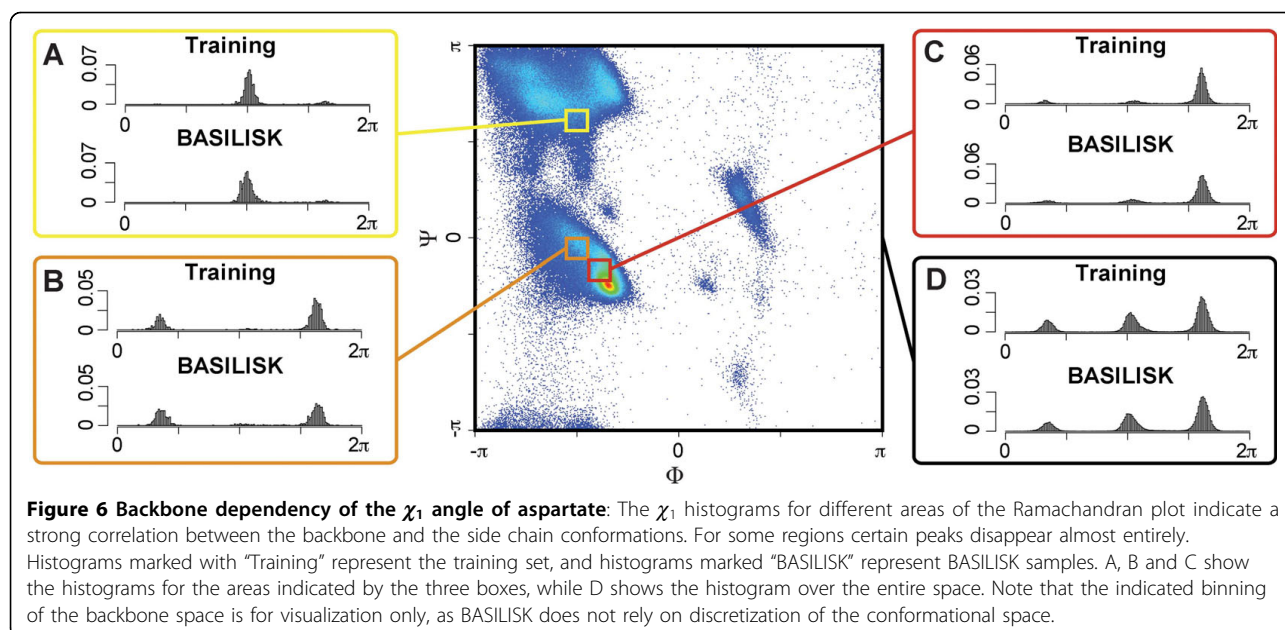 A
Training
0.07
0
0
2π
BASILISK
0.07
0
0
2π
B
Training
0.05
0
0
2π
BASILISK
0.05
0
0
2π
π
Ψ
0
-π
-π
0
π
Φ
C
Training
0.06
0
0
2π
BASILISK
0.06
0
0
2π
D
Training
0.03
0
0
2π
BASILISK
0.03
0
0
2π
Figure 6 Backbone dependency of the χ1 angle of aspartate: The χ1 histograms for different areas of the Ramachandran plot indicate a
strong correlation between the backbone and the side chain conformations. For some regions certain peaks disappear almost entirely.
Histograms marked with “Training” represent the training set, and histograms marked “BASILISK” represent BASILISK samples. A, B and C show
the histograms for the areas indicated by the three boxes, while D shows the histogram over the entire space. Note that the indicated binning
of the backbone space is for visualization only, as BASILISK does not rely on discretization of the conformational space.